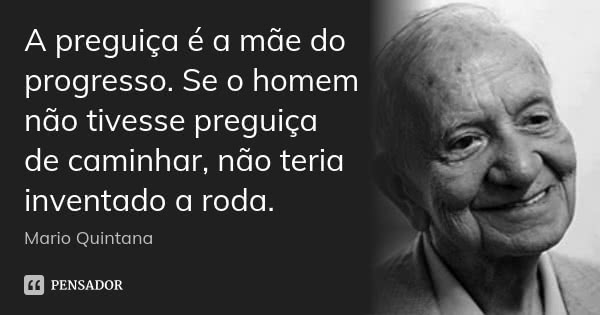 A preguiça é a mãe do
progresso. Se o homem
não tivesse preguiça
de caminhar, não teria
inventado a roda.
Mario Quintana
PENSADOR